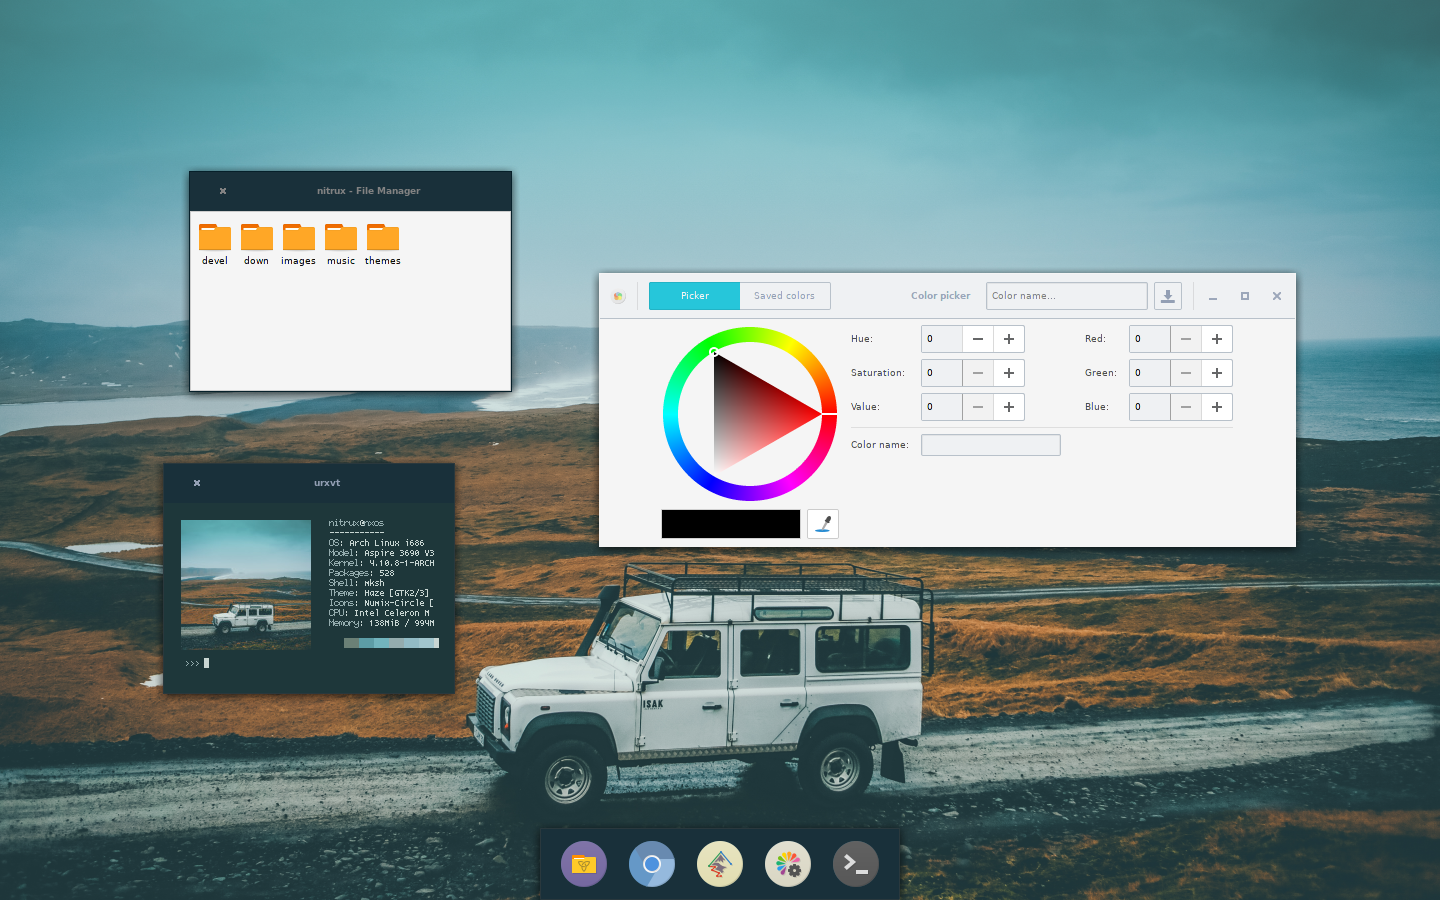 nitrux - File Manager
devel down images music themes
Picker Saved colors Color picker Color name...
Hue: 0 Red: 0
Saturation: 0 Green: 0
Value: 0 Blue: 0
Color name:
urxvt
nitrux@nxos
-----------
OS: Arch Linux i686
Model: Aspire 3690 V3
Kernel: 4.10.8-1-ARCH
Packages: 528
Shell: mksh
Theme: Haze [GTK2/3]
Icons: Numix-Circle [
CPU: Intel Celeron M
Memory: 138MiB / 994M
>>>
ISAK